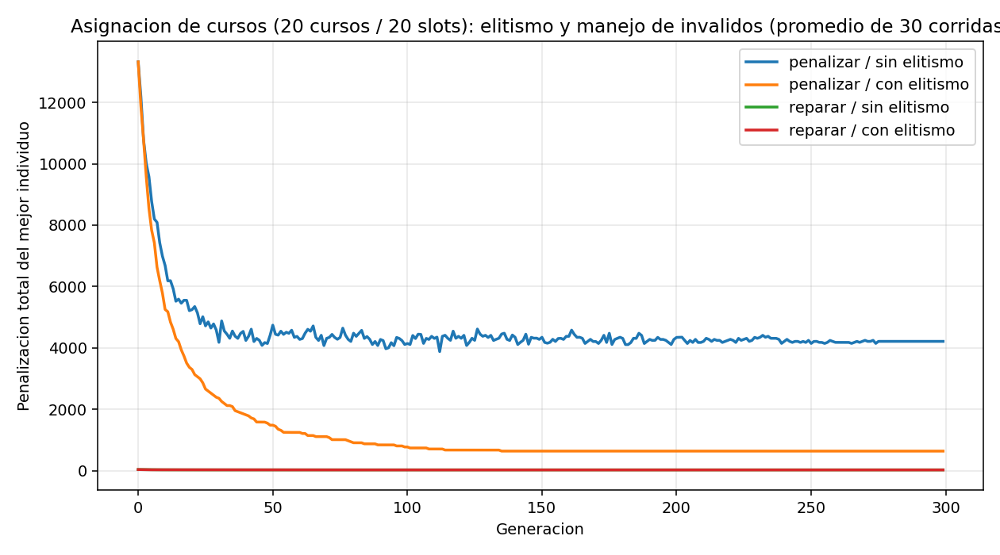 Asignacion de cursos (20 cursos / 20 slots): elitismo y manejo de invalidos (promedio de 30 corridas
penalizar / sin elitismo
penalizar / con elitismo
reparar / sin elitismo
reparar / con elitismo
Penalizacion total del mejor individuo
12000
10000
8000
6000
4000
2000
0
0
50
100
150
200
250
300
Generacion